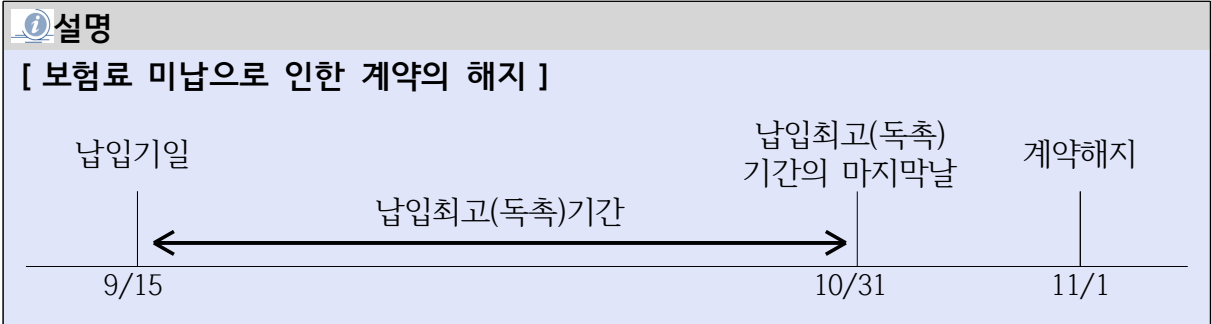 설명
[ 보험료 미납으로 인한 계약의 해지 ]
납입기일
납입최고(독촉)
기간의 마지막날
계약해지
납입최고(독촉)기간
9/15
10/31
11/1